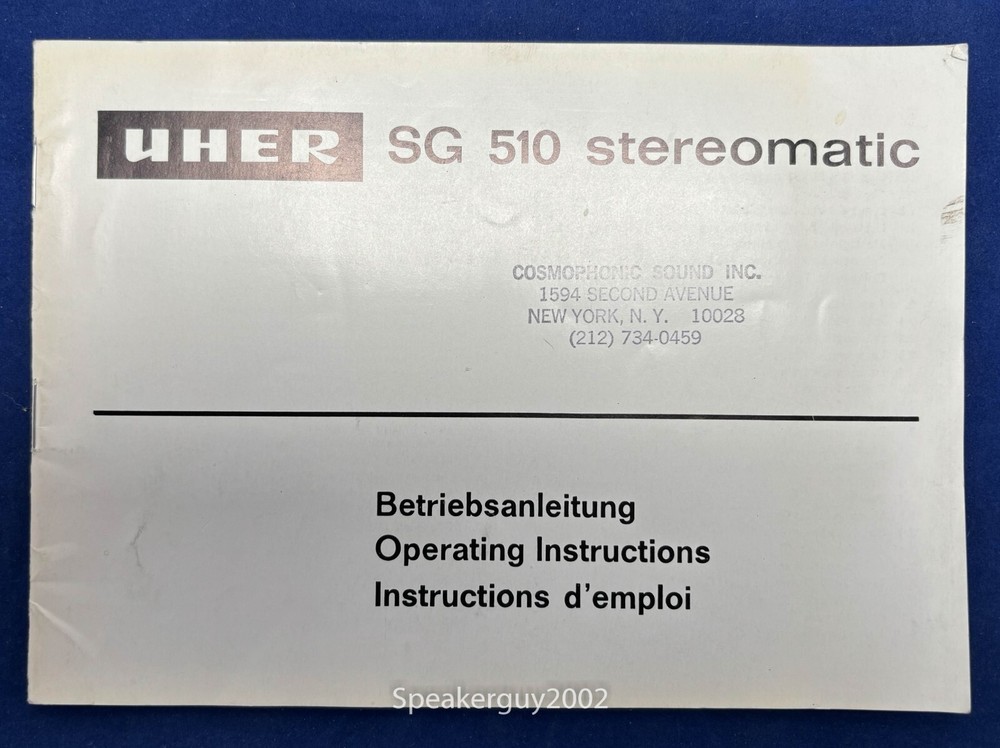 UHER SG 510 stereomatic
COSMOPHONIC SOUND INC.
1594 SECOND AVENUE
NEW YORK, N. Y. 10028
(212) 734-0459
Betriebsanleitung
Operating Instructions
Instructions d'emploi
Speakerguy2002